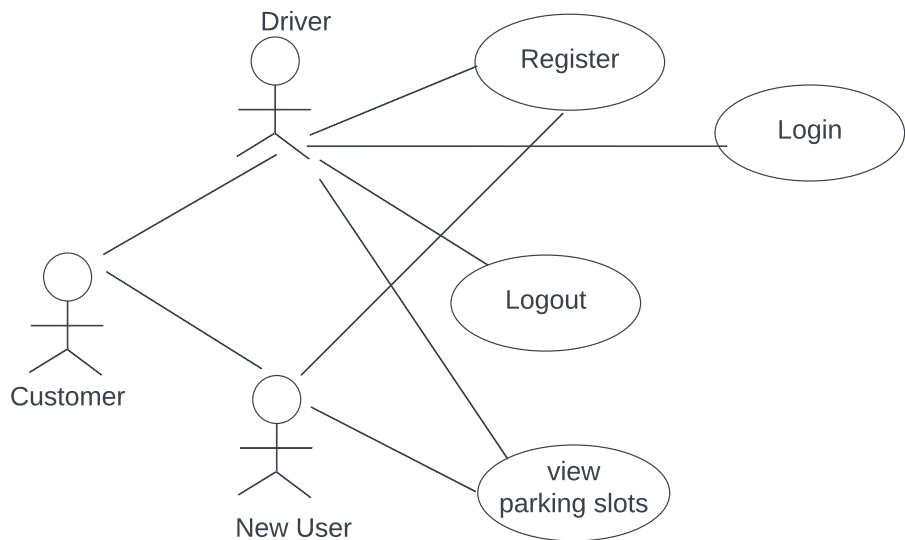 Driver
Register
Login
Logout
Customer
view
parking slots
New User